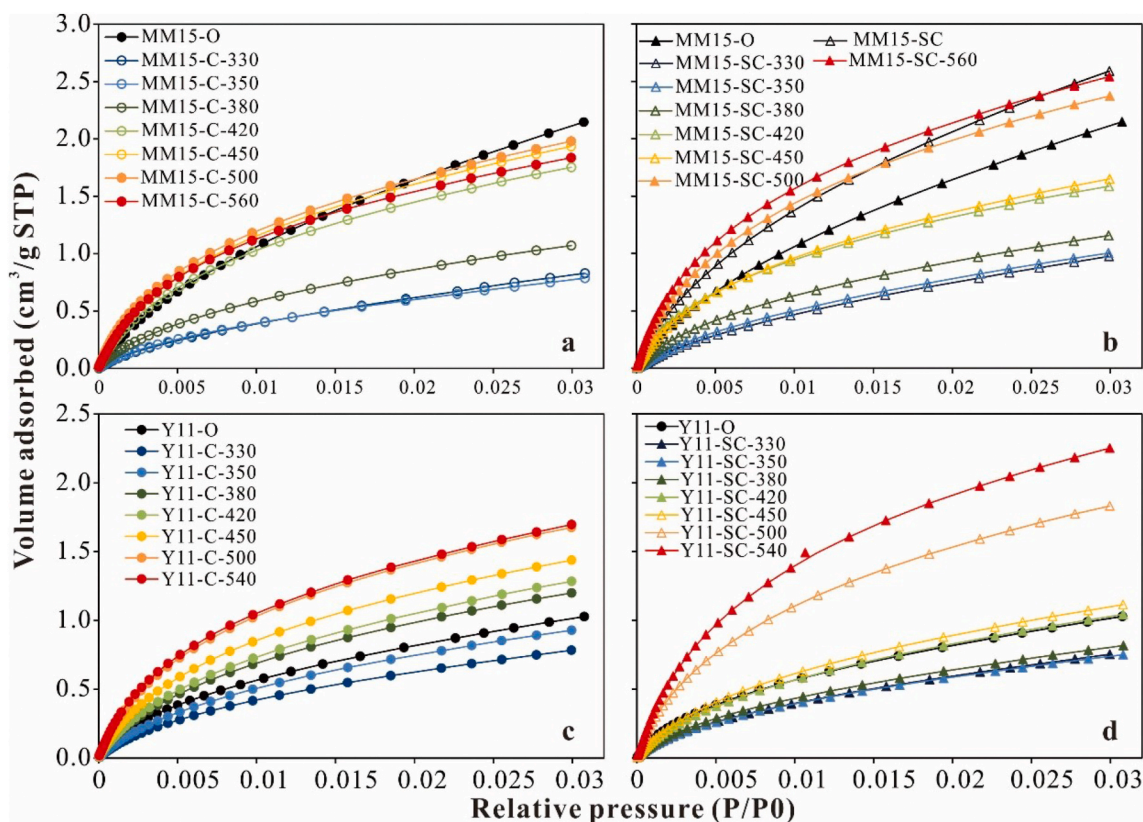 Volume adsorbed (cm³/g STP)
3.0
2.5
2.0
1.5
1.0
0.5
0.0
MM15-O
MM15-C-330
MM15-C-350
MM15-C-380
MM15-C-420
MM15-C-450
MM15-C-500
MM15-C-560
a
0 0.005 0.01 0.015 0.02 0.025 0.03
MM15-O MM15-SC
MM15-SC-330 MM15-SC-560
MM15-SC-350
MM15-SC-380
MM15-SC-420
MM15-SC-450
MM15-SC-500
b
0 0.005 0.01 0.015 0.02 0.025 0.03
2.5
2.0
1.5
1.0
0.5
0.0
Y11-O
Y11-C-330
Y11-C-350
Y11-C-380
Y11-C-420
Y11-C-450
Y11-C-500
Y11-C-540
c
0 0.005 0.01 0.015 0.02 0.025 0.03
Y11-O
Y11-SC-330
Y11-SC-350
Y11-SC-380
Y11-SC-420
Y11-SC-450
Y11-SC-500
Y11-SC-540
d
0 0.005 0.01 0.015 0.02 0.025 0.03
Relative pressure (P/P0)